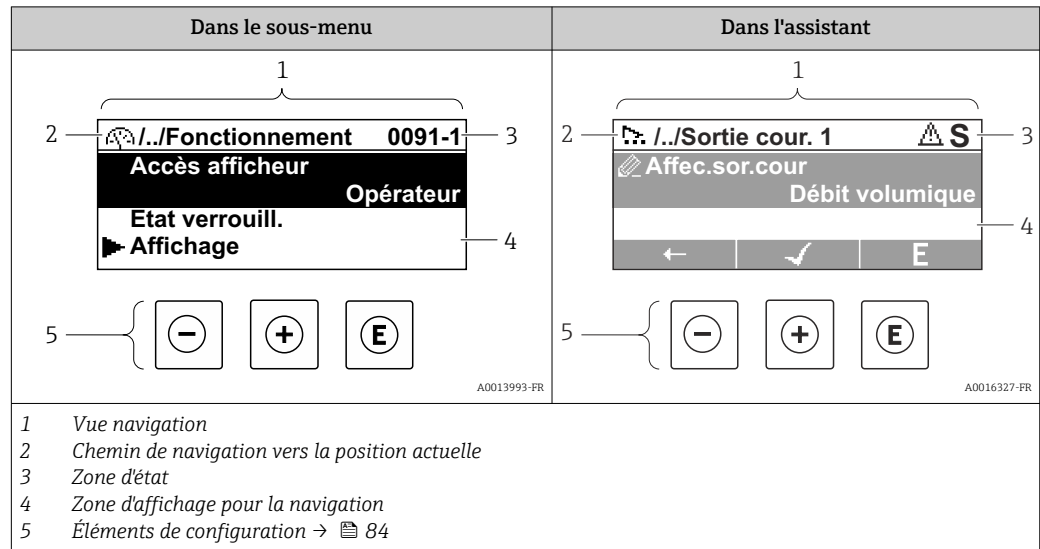 Dans le sous-menu
1
2
/../Fonctionnement 0091-1
3
Accès afficheur
Opérateur
Etat verrouill.
Affichage
4
5
- + E
A0013993-FR
Dans l'assistant
1
2
/../Sortie cour. 1 S
3
Affec.sor.cour
Débit volumique
4
← ✓ E
5
- + E
A0016327-FR
1 Vue navigation
2 Chemin de navigation vers la position actuelle
3 Zone d'état
4 Zone d'affichage pour la navigation
5 Éléments de configuration → 84